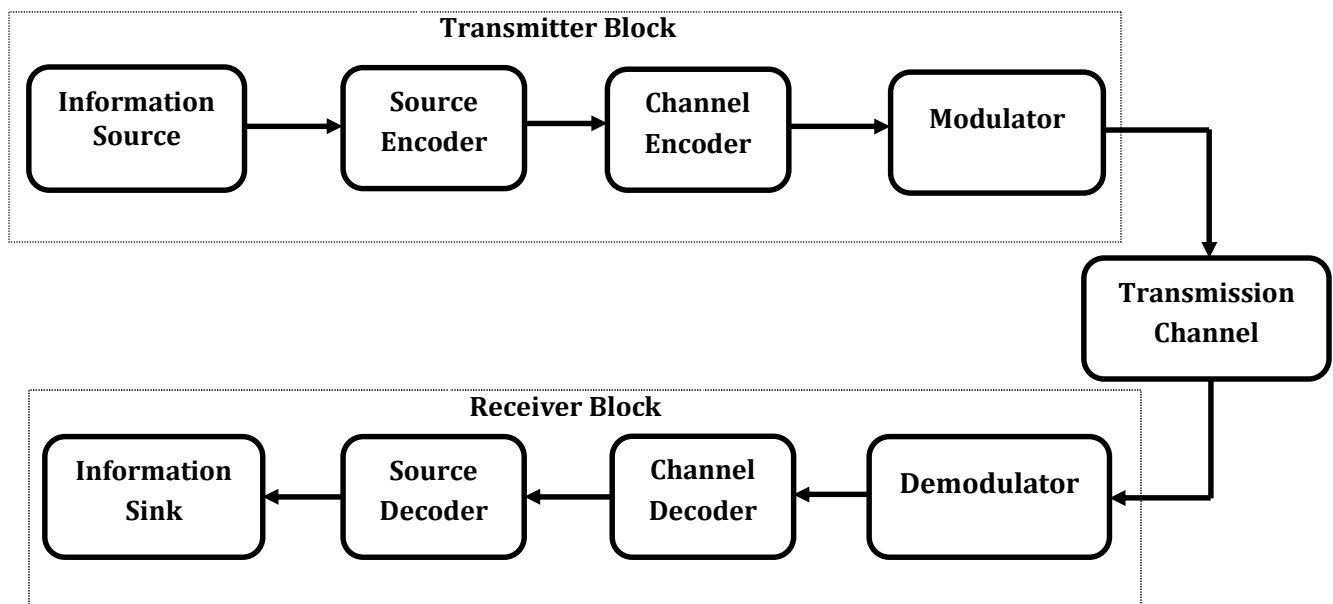 Transmitter Block
Information
Source
Source
Encoder
Channel
Encoder
Modulator
Transmission
Channel
Receiver Block
Information
Sink
Source
Decoder
Channel
Decoder
Demodulator